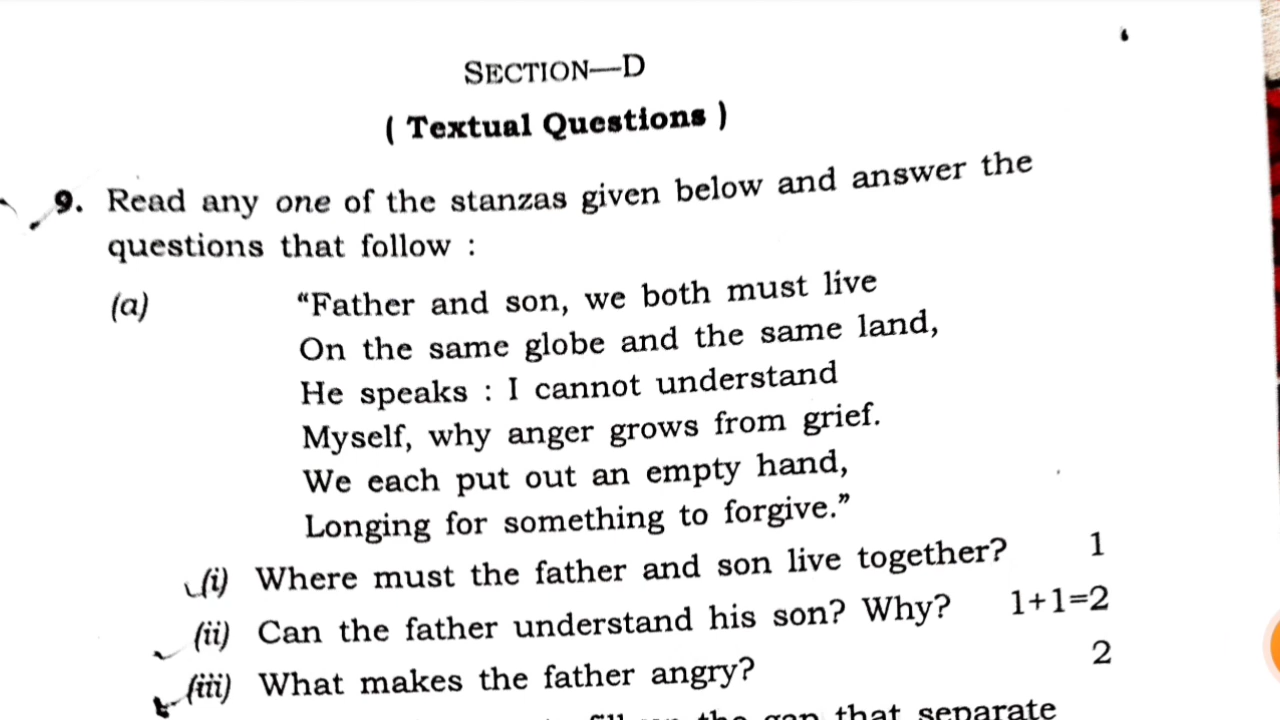 SECTION—D
( Textual Questions )
9. Read any one of the stanzas given below and answer the
questions that follow :
(a) “Father and son, we both must live
On the same globe and the same land,
He speaks : I cannot understand
Myself, why anger grows from grief.
We each put out an empty hand,
Longing for something to forgive.”
(i) Where must the father and son live together? 1
(ii) Can the father understand his son? Why? 1+1=2
(iii) What makes the father angry? 2
the gap that separate